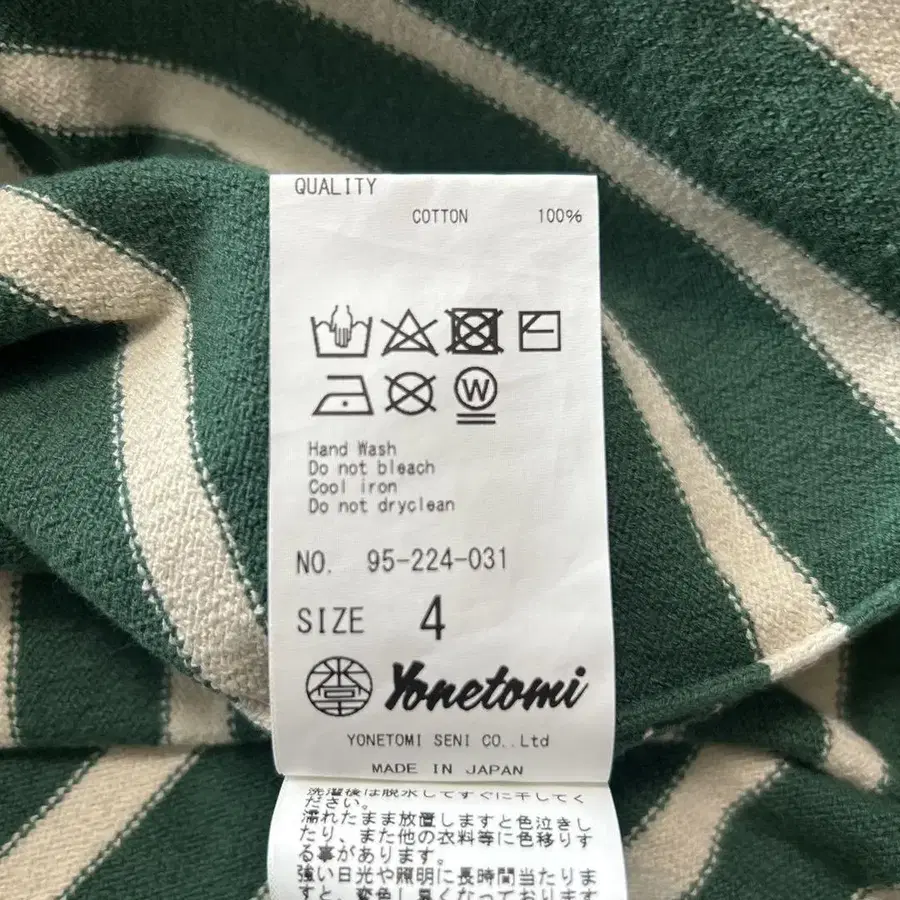 QUALITY
COTTON 100%
W
Hand Wash
Do not bleach
Cool iron
Do not dryclean
NO. 95-224-031
SIZE 4
Yonetomi
YONETOMI SENI CO.,Ltd
MADE IN JAPAN
洗濯後は脱水してすぐに干してく
ださい。
濡れたまま放置しますと色泣きし
たり、また他の衣料等に色移りす
る事があります。
強い日光や照明に長時間当たりま
すと、変色し易くなっております